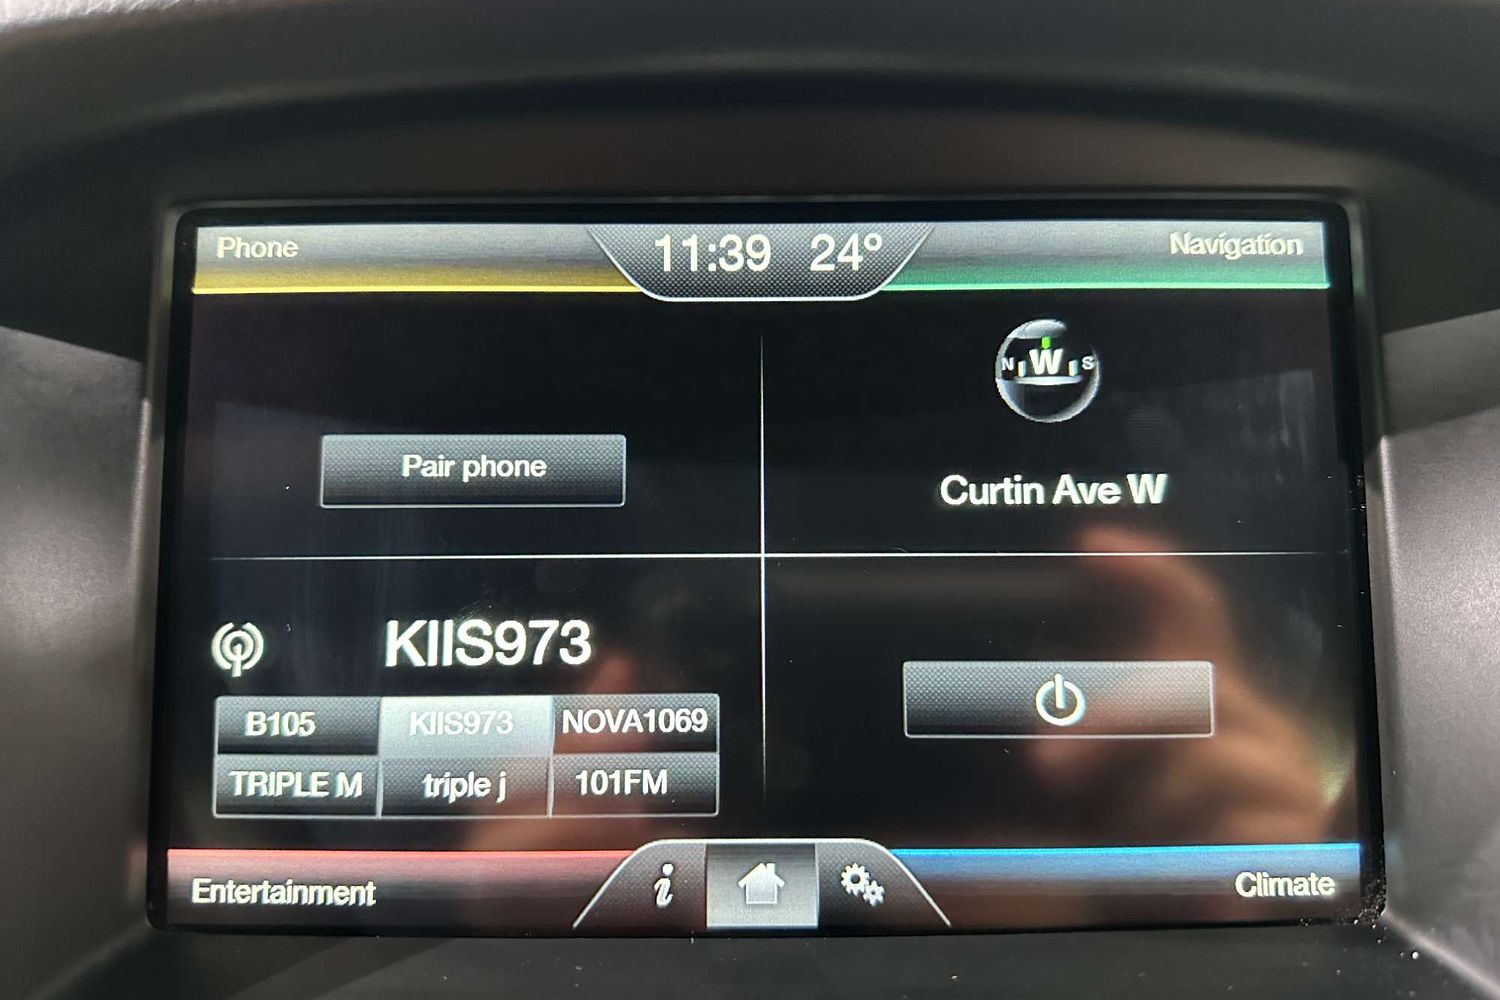 Phone
11:39 24°
Navigation
N W S
Pair phone
Curtin Ave W
KIIS973
B105 KIIS973 NOVA1069
TRIPLE M triple j 101FM
Entertainment
i
Climate